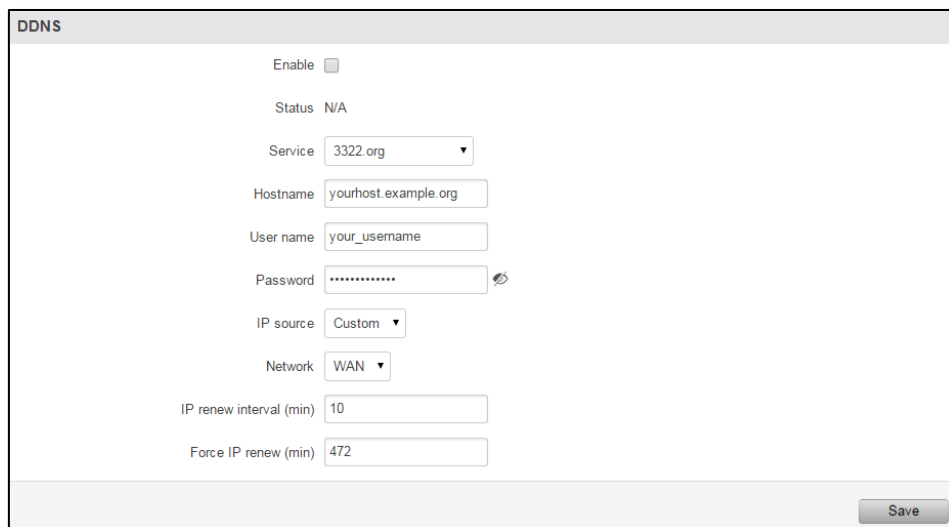 DDNS
Enable
Status N/A
Service 3322.org
Hostname yourhost.example.org
User name your_username
Password •••••••••••••
IP source Custom
Network WAN
IP renew interval (min) 10
Force IP renew (min) 472
Save